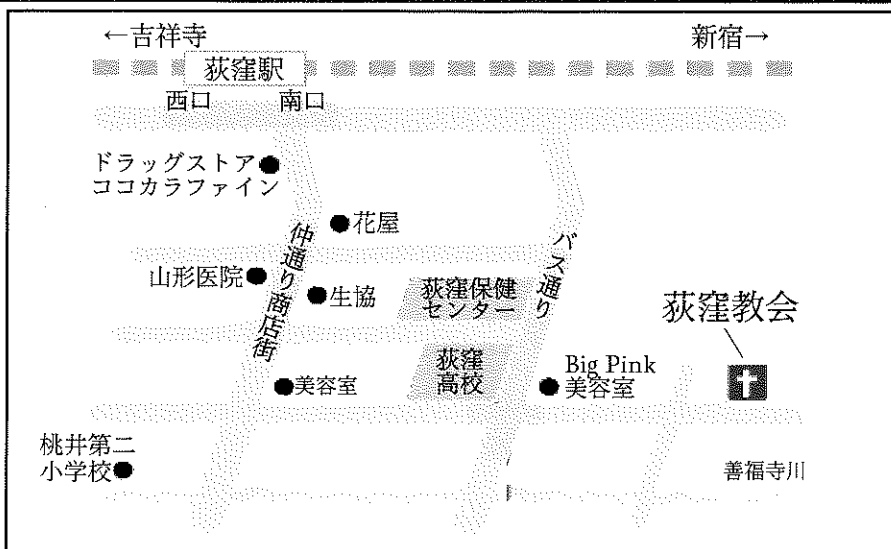 ←吉祥寺
新宿→
荻窪駅
西口
南口
ドラッグストア
ココカラファイン
花屋
仲通り商店街
バス通り
山形医院
生協
荻窪保健
センター
荻窪教会
荻窪
高校
Big Pink
美容室
美容室
桃井第二
小学校
善福寺川